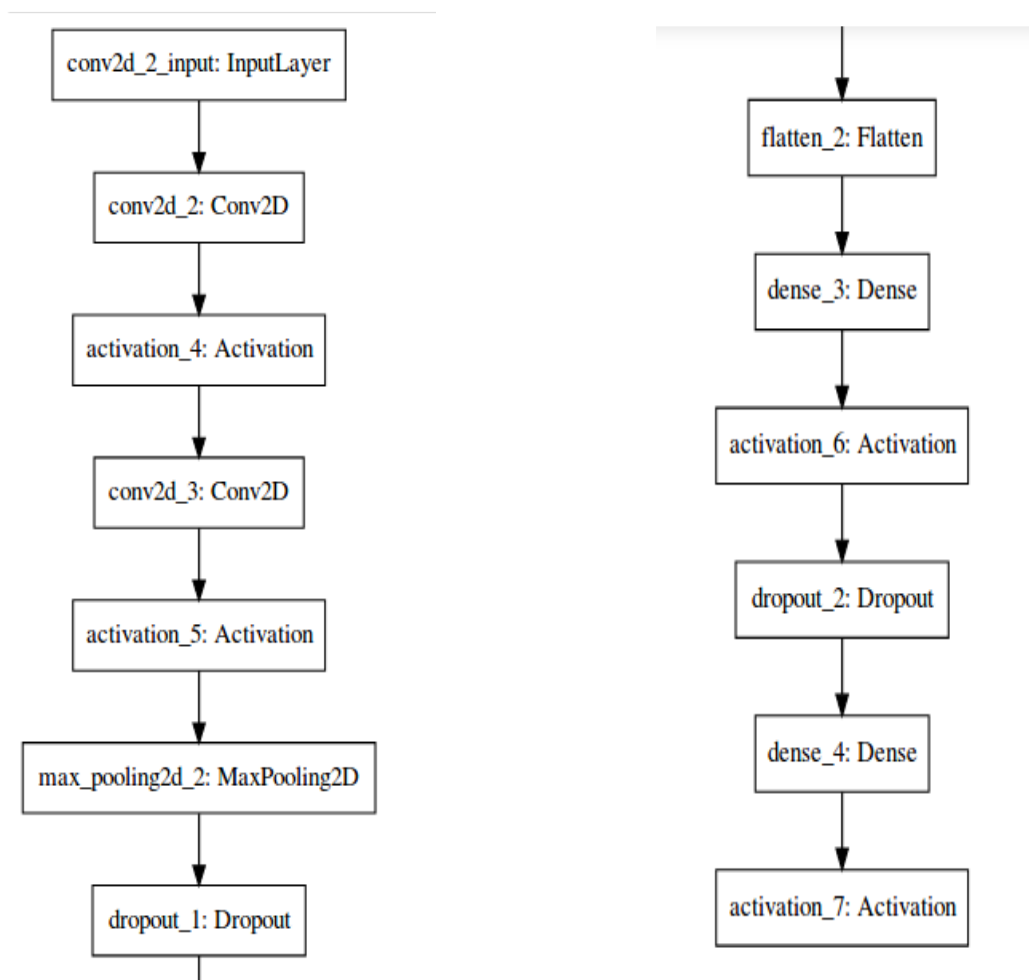 conv2d_2_input: InputLayer
conv2d_2: Conv2D
activation_4: Activation
conv2d_3: Conv2D
activation_5: Activation
max_pooling2d_2: MaxPooling2D
dropout_1: Dropout
flatten_2: Flatten
dense_3: Dense
activation_6: Activation
dropout_2: Dropout
dense_4: Dense
activation_7: Activation